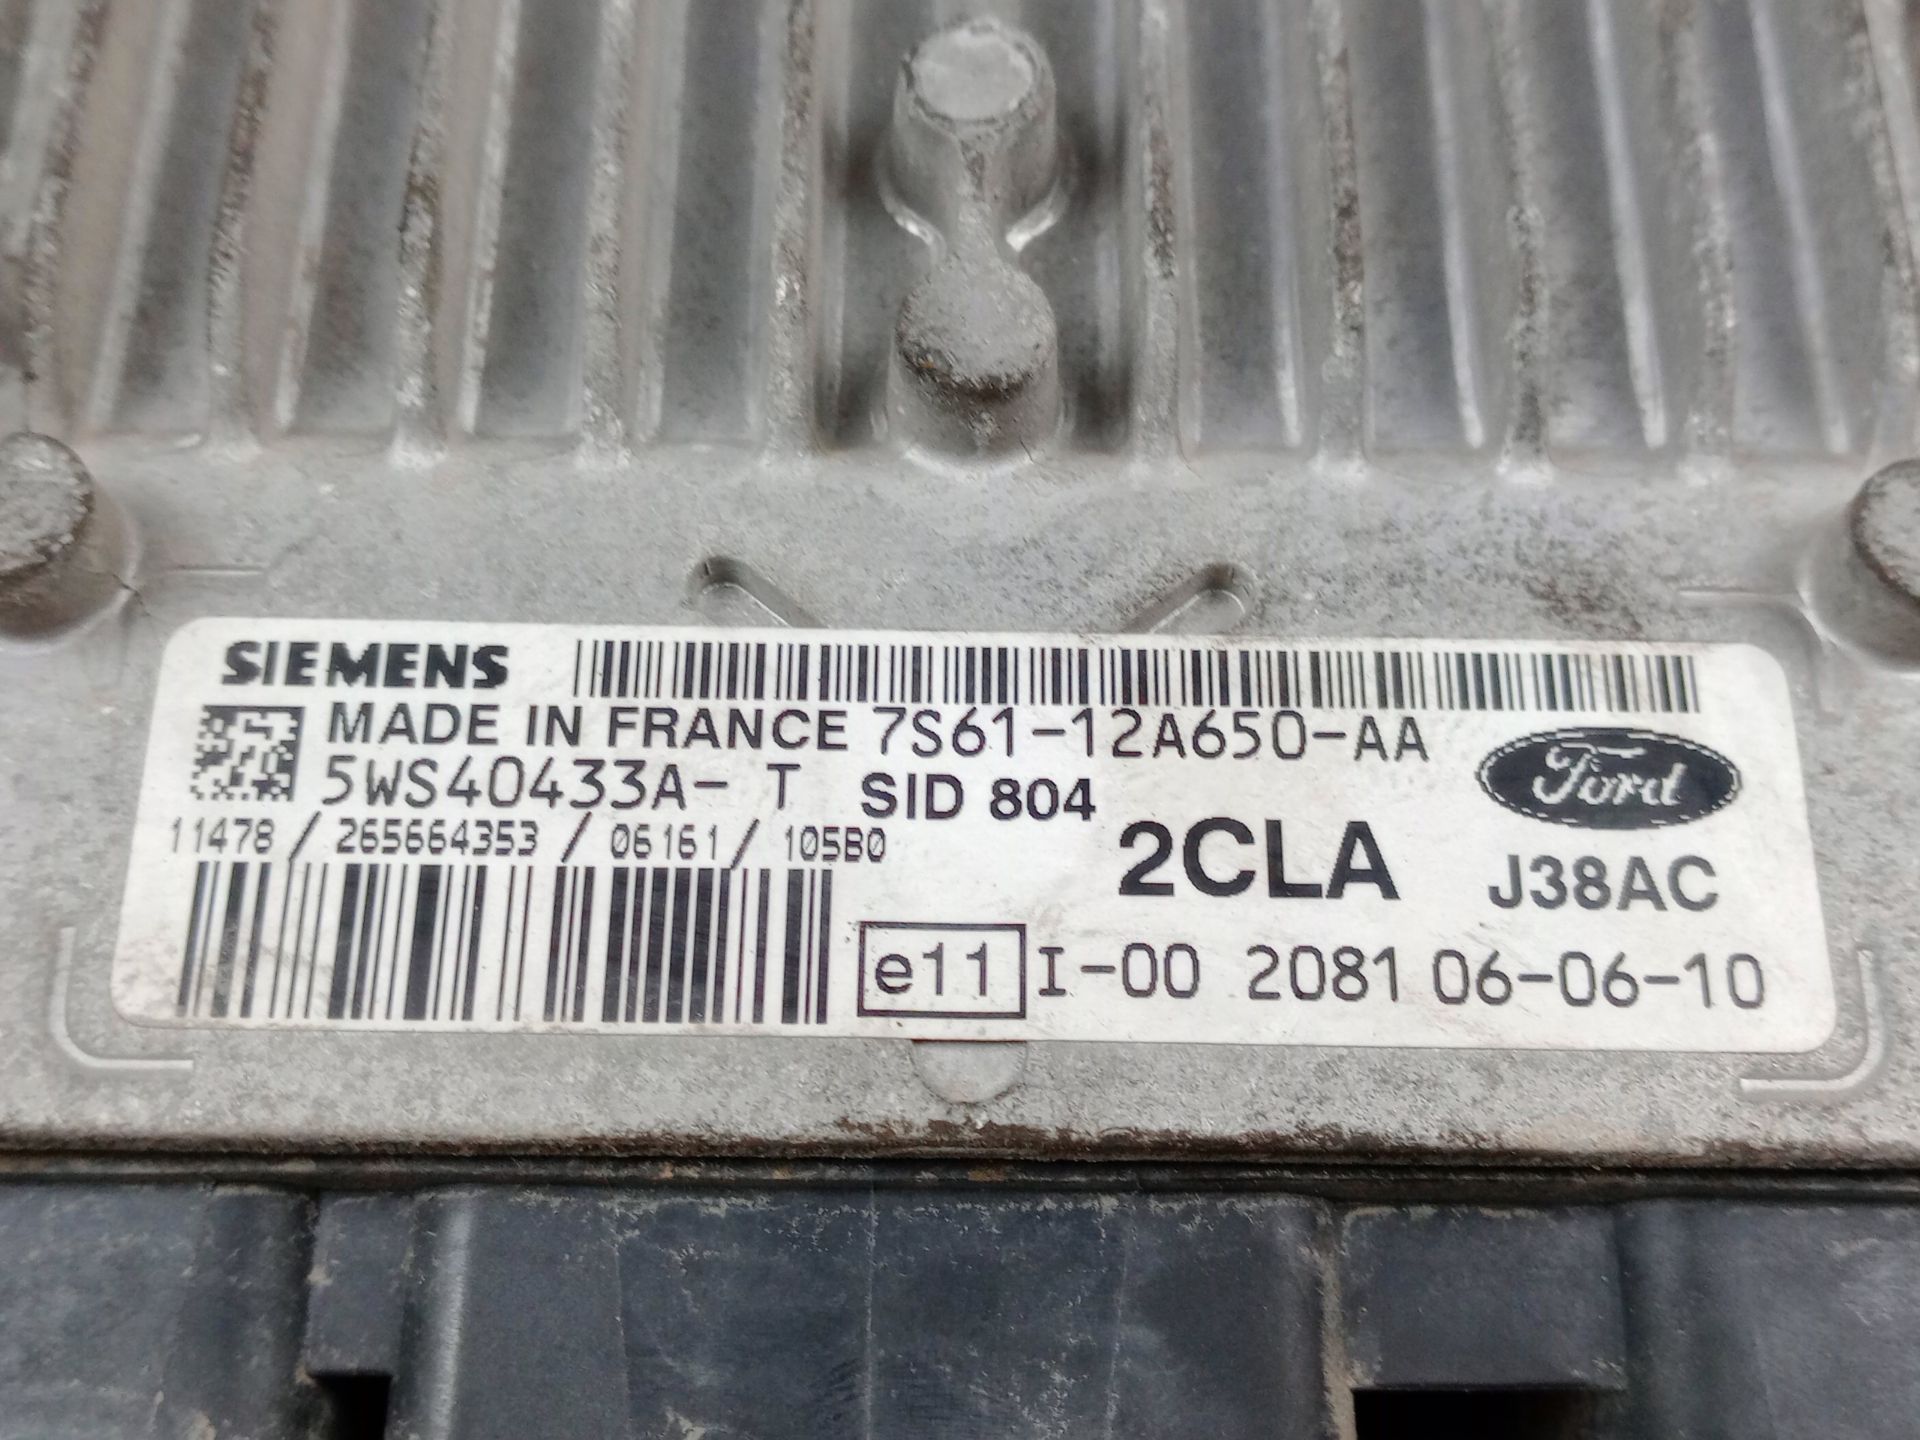 SIEMENS
MADE IN FRANCE 7S61-12A650-AA
5WS40433A- T SID 804
Ford
11478 / 265664353 / 06161 / 105B0
2CLA J38AC
e11 I-00 2081 06-06-10